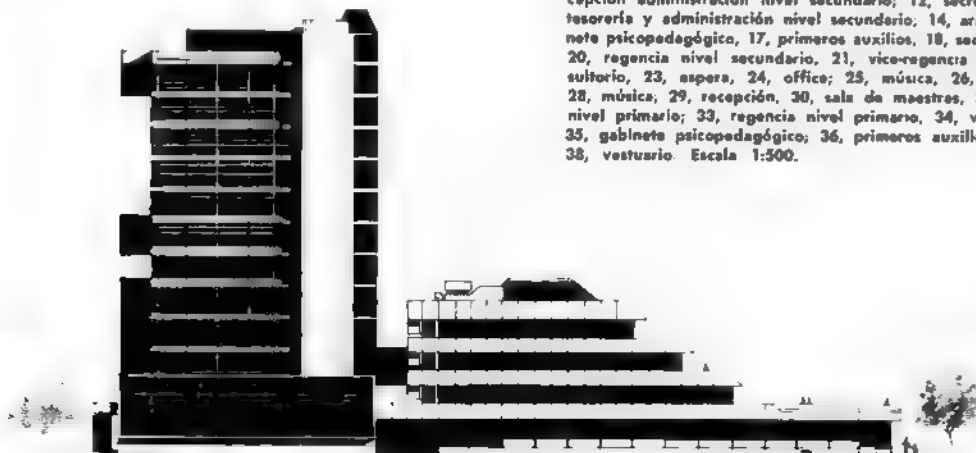 cepción administración nivel secundario; 12, secre
tesorería y administración nivel secundario; 14, ar
nete psicopedagógico, 17, primeros auxilios, 18, sec
20, regencia nivel secundario, 21, vice-regencia
sultorio, 23, espera, 24, office; 25, música, 26,
28, música; 29, recepción, 30, sala de maestros,
nivel primario; 33, regencia nivel primario, 34, v
35, gabinete psicopedagógico; 36, primeros auxili
38, vestuario. Escala 1:500.